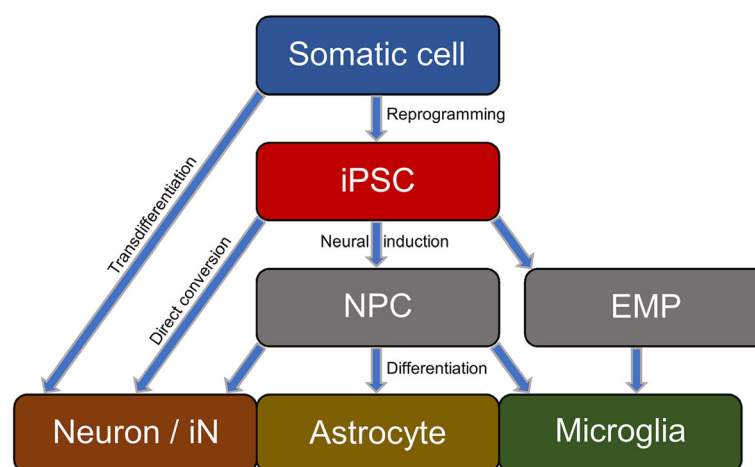 Somatic cell
Reprogramming
Transdifferentiation
iPSC
Direct conversion
Neural induction
NPC
EMP
Differentiation
Neuron / iN
Astrocyte
Microglia